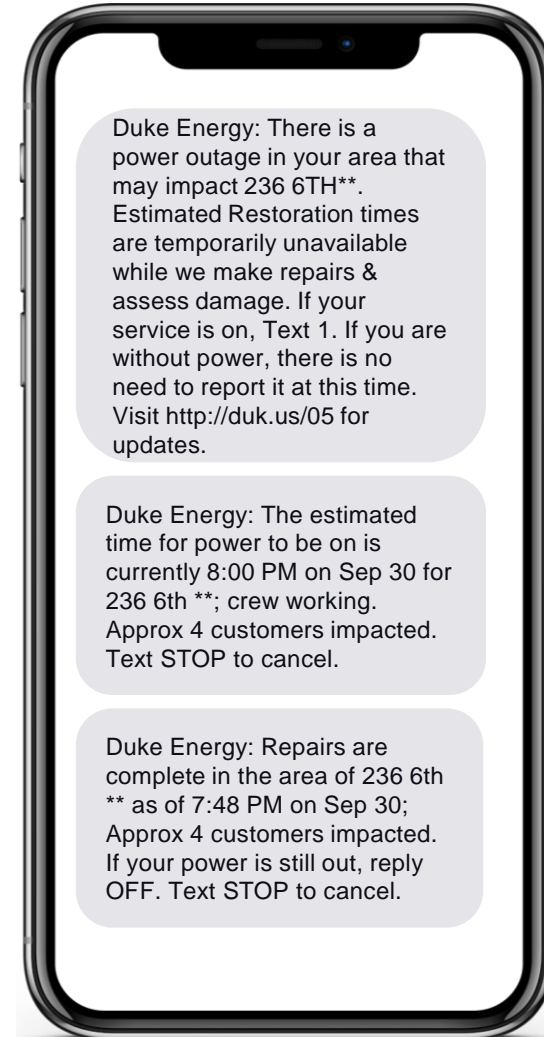 Duke Energy: There is a
power outage in your area that
may impact 236 6TH**.
Estimated Restoration times
are temporarily unavailable
while we make repairs &
assess damage. If your
service is on, Text 1. If you are
without power, there is no
need to report it at this time.
Visit http://duk.us/05 for
updates.
Duke Energy: The estimated
time for power to be on is
currently 8:00 PM on Sep 30 for
236 6th **; crew working.
Approx 4 customers impacted.
Text STOP to cancel.
Duke Energy: Repairs are
complete in the area of 236 6th
** as of 7:48 PM on Sep 30;
Approx 4 customers impacted.
If your power is still out, reply
OFF. Text STOP to cancel.